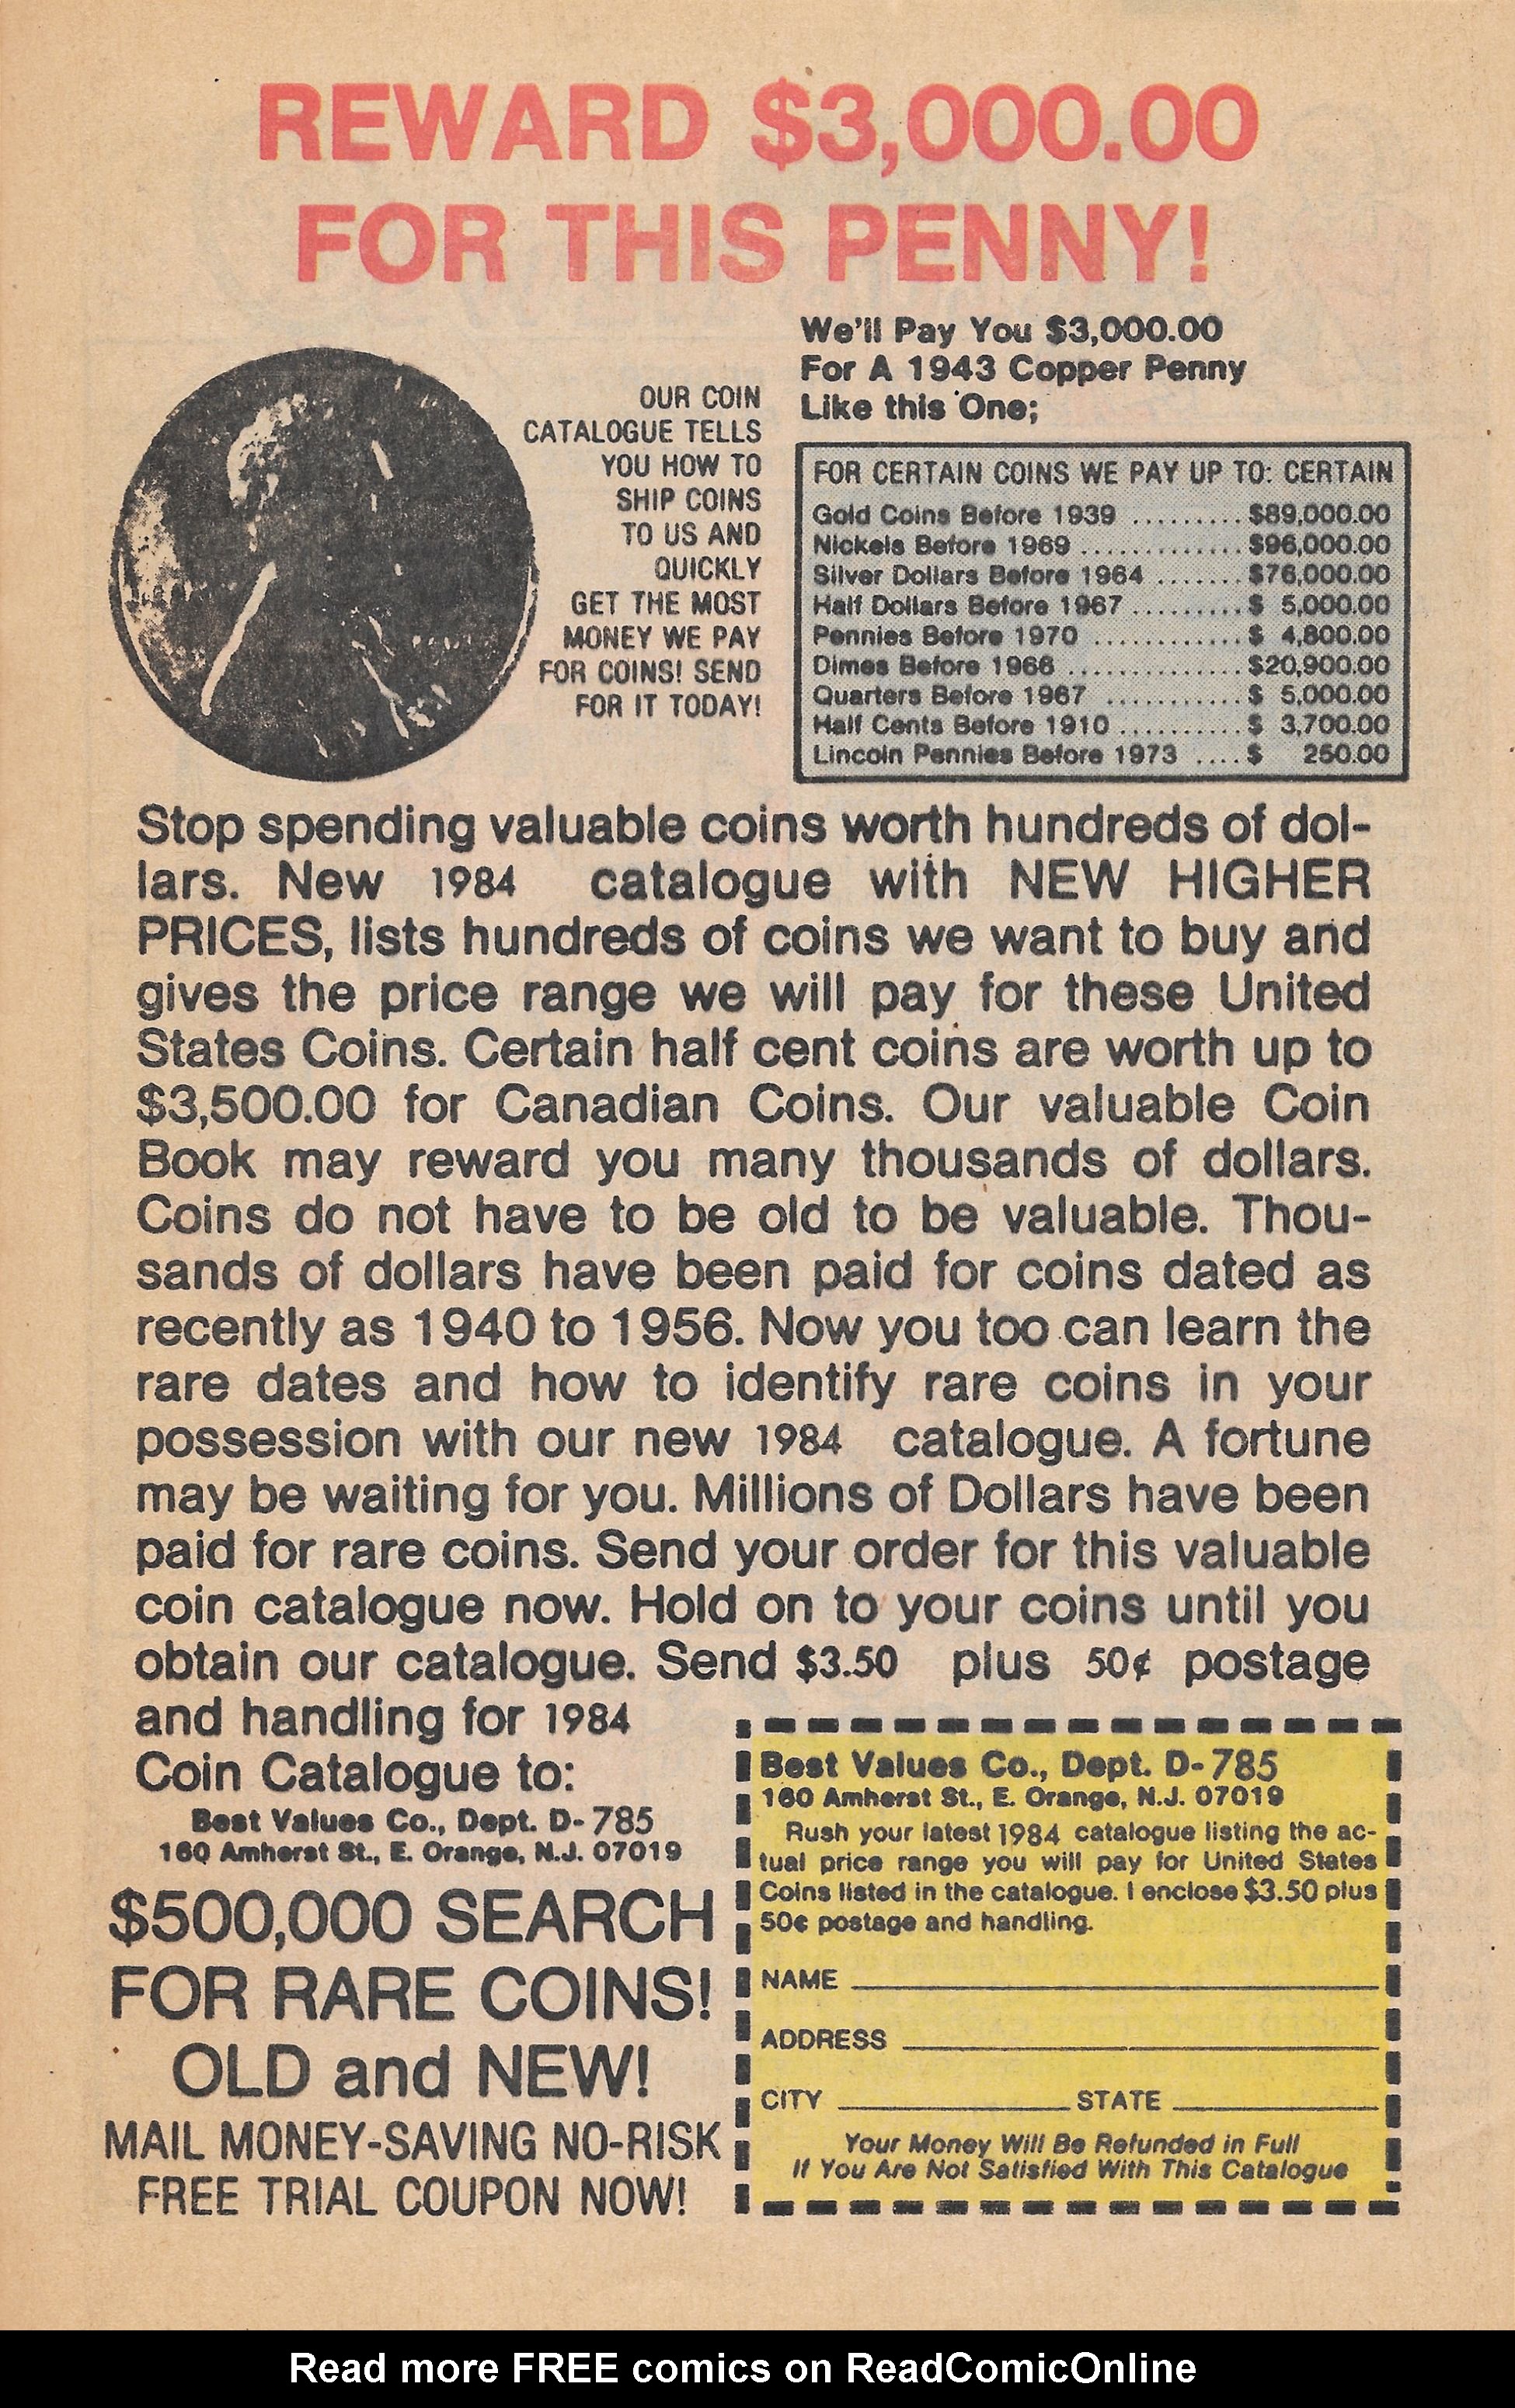 REWARD $3,000.00
FOR THIS PENNY!
We'll Pay You $3,000.00
For A 1943 Copper Penny
Like this One;
OUR COIN
CATALOGUE TELLS
YOU HOW TO
SHIP COINS
TO US AND
QUICKLY
GET THE MOST
MONEY WE PAY
FOR COINS! SEND
FOR IT TODAY!
FOR CERTAIN COINS WE PAY UP TO: CERTAIN
Gold Coins Before 1939 ......... $89,000.00
Nickels Before 1969 ............. $96,000.00
Silver Dollars Before 1964 ....... $76,000.00
Half Dollars Before 1967 ......... $ 5,000.00
Pennies Before 1970 ............ $ 4,800.00
Dimes Before 1966 .............. $20,900.00
Quarters Before 1967 ........... $ 5,000.00
Half Cents Before 1910 .......... $ 3,700.00
Lincoln Pennies Before 1973 .... $ 250.00
Stop spending valuable coins worth hundreds of dol-
lars. New 1984 catalogue with NEW HIGHER
PRICES, lists hundreds of coins we want to buy and
gives the price range we will pay for these United
States Coins. Certain half cent coins are worth up to
$3,500.00 for Canadian Coins. Our valuable Coin
Book may reward you many thousands of dollars.
Coins do not have to be old to be valuable. Thou-
sands of dollars have been paid for coins dated as
recently as 1940 to 1956. Now you too can learn the
rare dates and how to identify rare coins in your
possession with our new 1984 catalogue. A fortune
may be waiting for you. Millions of Dollars have been
paid for rare coins. Send your order for this valuable
coin catalogue now. Hold on to your coins until you
obtain our catalogue. Send $3.50 plus 50¢ postage
and handling for 1984
Coin Catalogue to:
Best Values Co., Dept. D-785
160 Amherst St., E. Orange, N.J. 07019
$500,000 SEARCH
FOR RARE COINS!
OLD and NEW!
MAIL MONEY-SAVING NO-RISK
FREE TRIAL COUPON NOW!
Best Values Co., Dept. D-785
160 Amherst St., E. Orange, N.J. 07019
Rush your latest 1984 catalogue listing the ac-
tual price range you will pay for United States
Coins listed in the catalogue. I enclose $3.50 plus
50¢ postage and handling.
NAME
ADDRESS
CITY STATE
Your Money Will Be Refunded in Full
If You Are Not Satisfied With This Catalogue
Read more FREE comics on ReadComicOnline